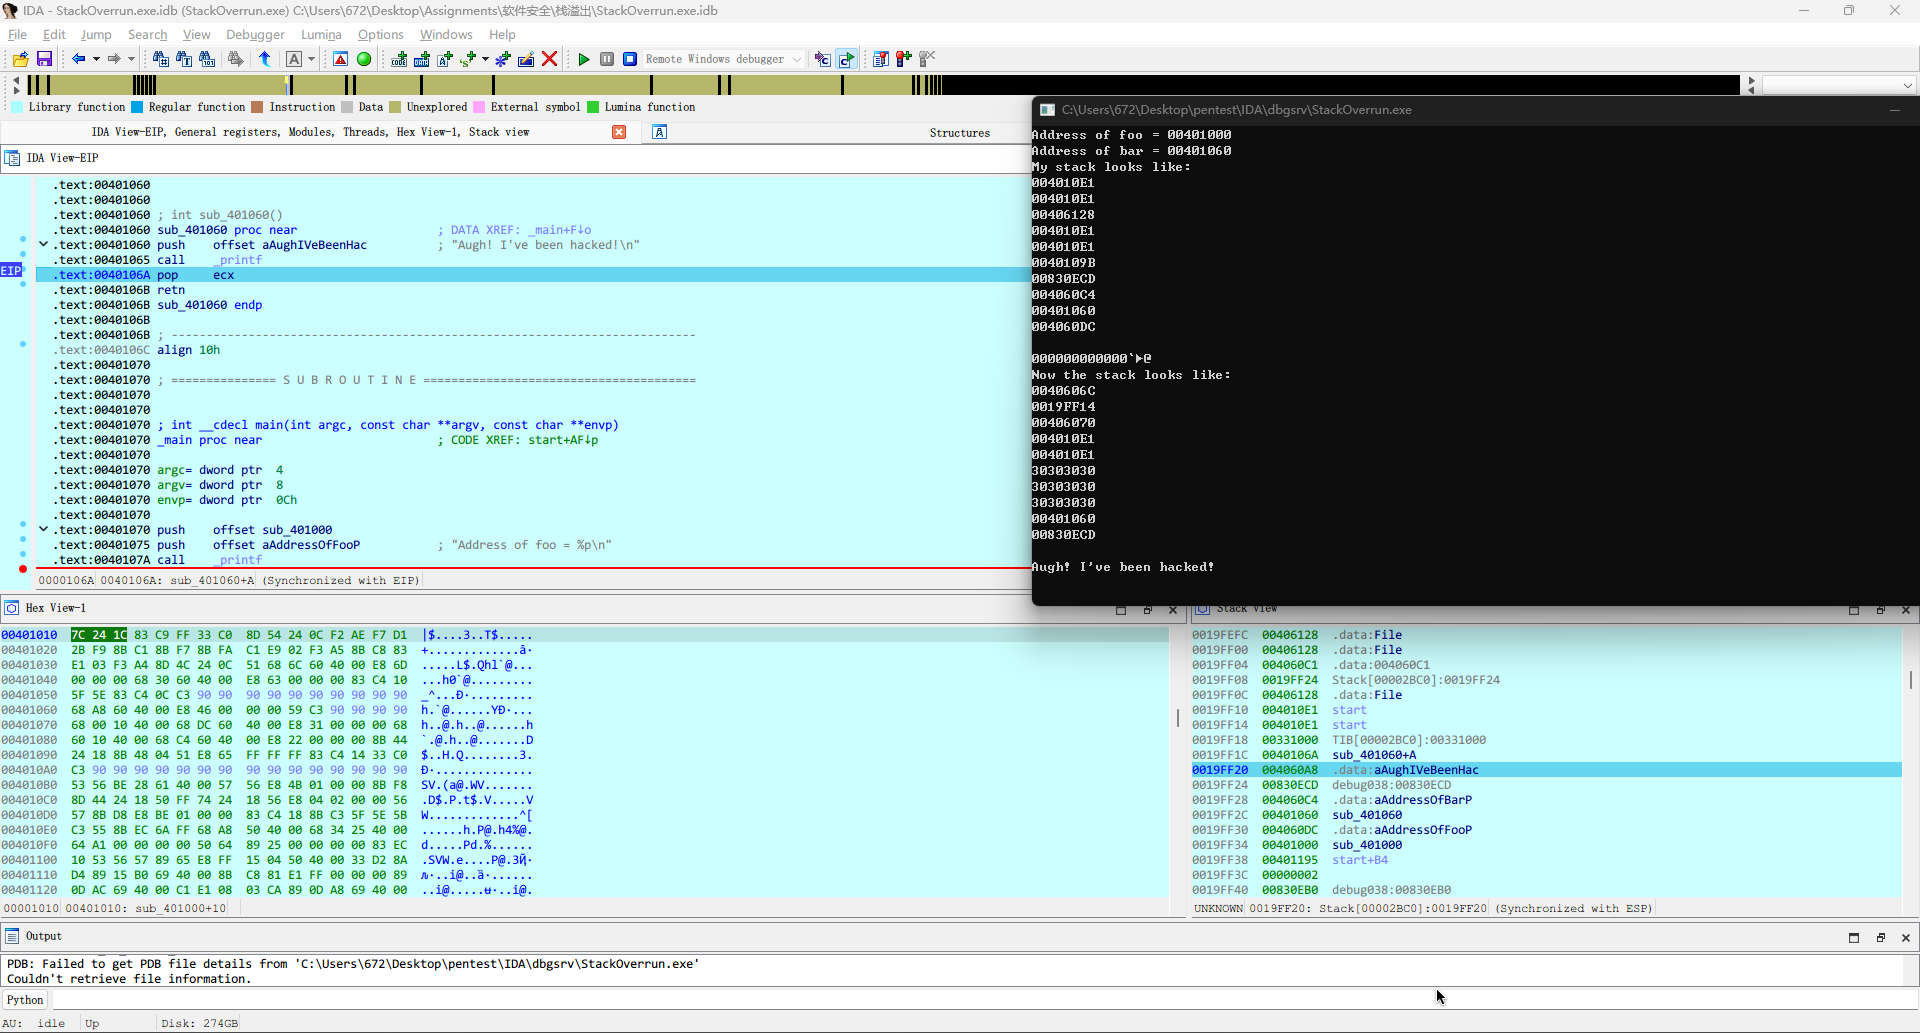 IDA - StackOverrun.exe.idb (StackOverrun.exe) C:\Users\672\Desktop\Assignments\软件安全\栈溢出\StackOverrun.exe.idb
File Edit Jump Search View Debugger Lumina Options Windows Help
Remote Windows debugger
Library function Regular function Instruction Data Unexplored External symbol Lumina function
IDA View-EIP, General registers, Modules, Threads, Hex View-1, Stack view
Structures
IDA View-EIP
.text:00401060
.text:00401060
.text:00401060 ; int sub_401060()
.text:00401060 sub_401060 proc near ; DATA XREF: _main+F↓o
.text:00401060 push offset aAughIVeBeenHac ; "Augh! I've been hacked!\n"
.text:00401065 call _printf
EIP .text:0040106A pop ecx
.text:0040106B retn
.text:0040106B sub_401060 endp
.text:0040106B
.text:0040106B ; ---------------------------------------------------------------------------
.text:0040106C align 10h
.text:00401070
.text:00401070 ; =============== S U B R O U T I N E =======================================
.text:00401070
.text:00401070
.text:00401070 ; int __cdecl main(int argc, const char **argv, const char **envp)
.text:00401070 _main proc near ; CODE XREF: start+AF↓p
.text:00401070
.text:00401070 argc= dword ptr 4
.text:00401070 argv= dword ptr 8
.text:00401070 envp= dword ptr 0Ch
.text:00401070
.text:00401070 push offset sub_401000
.text:00401075 push offset aAddressOfFooP ; "Address of foo = %p\n"
.text:0040107A call _printf
0000106A 0040106A: sub_401060+A (Synchronized with EIP)
C:\Users\672\Desktop\pentest\IDA\dbgsrv\StackOverrun.exe
Address of foo = 00401000
Address of bar = 00401060
My stack looks like:
004010E1
004010E1
00406128
004010E1
004010E1
0040109B
00830ECD
004060C4
00401060
004060DC
000000000000`►@
Now the stack looks like:
0040606C
0019FF14
00406070
004010E1
004010E1
30303030
30303030
30303030
00401060
00830ECD
Augh! I've been hacked!
Hex View-1
00401010 7C 24 1C 83 C9 FF 33 C0 8D 54 24 0C F2 AE F7 D1 |$....3..T$.....
00401020 2B F9 8B C1 8B F7 8B FA C1 E9 02 F3 A5 8B C8 83 +.............å·
00401030 E1 03 F3 A4 8D 4C 24 0C 51 68 6C 60 40 00 E8 6D .....L$.Qhl`@...
00401040 00 00 00 68 30 60 40 00 E8 63 00 00 00 83 C4 10 ...h0`@.........
00401050 5F 5E 83 C4 0C C3 90 90 90 90 90 90 90 90 90 90 _^...Ð·.........
00401060 68 A8 60 40 00 E8 46 00 00 00 59 C3 90 90 90 90 h.`@......YÐ·...
00401070 68 00 10 40 00 68 DC 60 40 00 E8 31 00 00 00 68 h..@.h..@......h
00401080 60 10 40 00 68 C4 60 40 00 E8 22 00 00 00 8B 44 `.@.h..@.......D
00401090 24 18 8B 48 04 51 E8 65 FF FF FF 83 C4 14 33 C0 $..H.Q........3.
004010A0 C3 90 90 90 90 90 90 90 90 90 90 90 90 90 90 90 Ð·..............
004010B0 53 56 BE 28 61 40 00 57 56 E8 4B 01 00 00 8B F8 SV.(a@.WV.......
004010C0 8D 44 24 18 50 FF 74 24 18 56 E8 04 02 00 00 56 .D$.P.t$.V.....V
004010D0 57 8B D8 E8 BE 01 00 00 83 C4 18 8B C3 5F 5E 5B W.............^[
004010E0 C3 55 8B EC 6A FF 68 A8 50 40 00 68 34 25 40 00 ......h.P@.h4%@.
004010F0 64 A1 00 00 00 00 50 64 89 25 00 00 00 00 83 EC d.....Pd.%......
00401100 10 53 56 57 89 65 E8 FF 15 04 50 40 00 33 D2 8A .SVW.e....P@.3Й·
00401110 D4 89 15 B0 69 40 00 8B C8 81 E1 FF 00 00 00 89
00401120 0D AC 69 40 00 C1 E1 08 03 CA 89 0D A8 69 40 00
00001010 00401010: sub_401000+10
Stack view
0019FEFC 00406128 .data:File
0019FF00 00406128 .data:File
0019FF04 004060C1 .data:004060C1
0019FF08 0019FF24 Stack[00002BC0]:0019FF24
0019FF0C 00406128 .data:File
0019FF10 004010E1 start
0019FF14 004010E1 start
0019FF18 00331000 TIB[00002BC0]:00331000
0019FF1C 0040106A sub_401060+A
0019FF20 004060A8 .data:aAughIVeBeenHac
0019FF24 00830ECD debug038:00830ECD
0019FF28 004060C4 .data:aAddressOfBarP
0019FF2C 00401060 sub_401060
0019FF30 004060DC .data:aAddressOfFooP
0019FF34 00401000 sub_401000
0019FF38 00401195 start+B4
0019FF3C 00000002
0019FF40 00830EB0 debug038:00830EB0
UNKNOWN 0019FF20: Stack[00002BC0]:0019FF20 (Synchronized with ESP)
Output
PDB: Failed to get PDB file details from 'C:\Users\672\Desktop\pentest\IDA\dbgsrv\StackOverrun.exe'
Couldn't retrieve file information.
Python
AU: idle Up Disk: 274GB